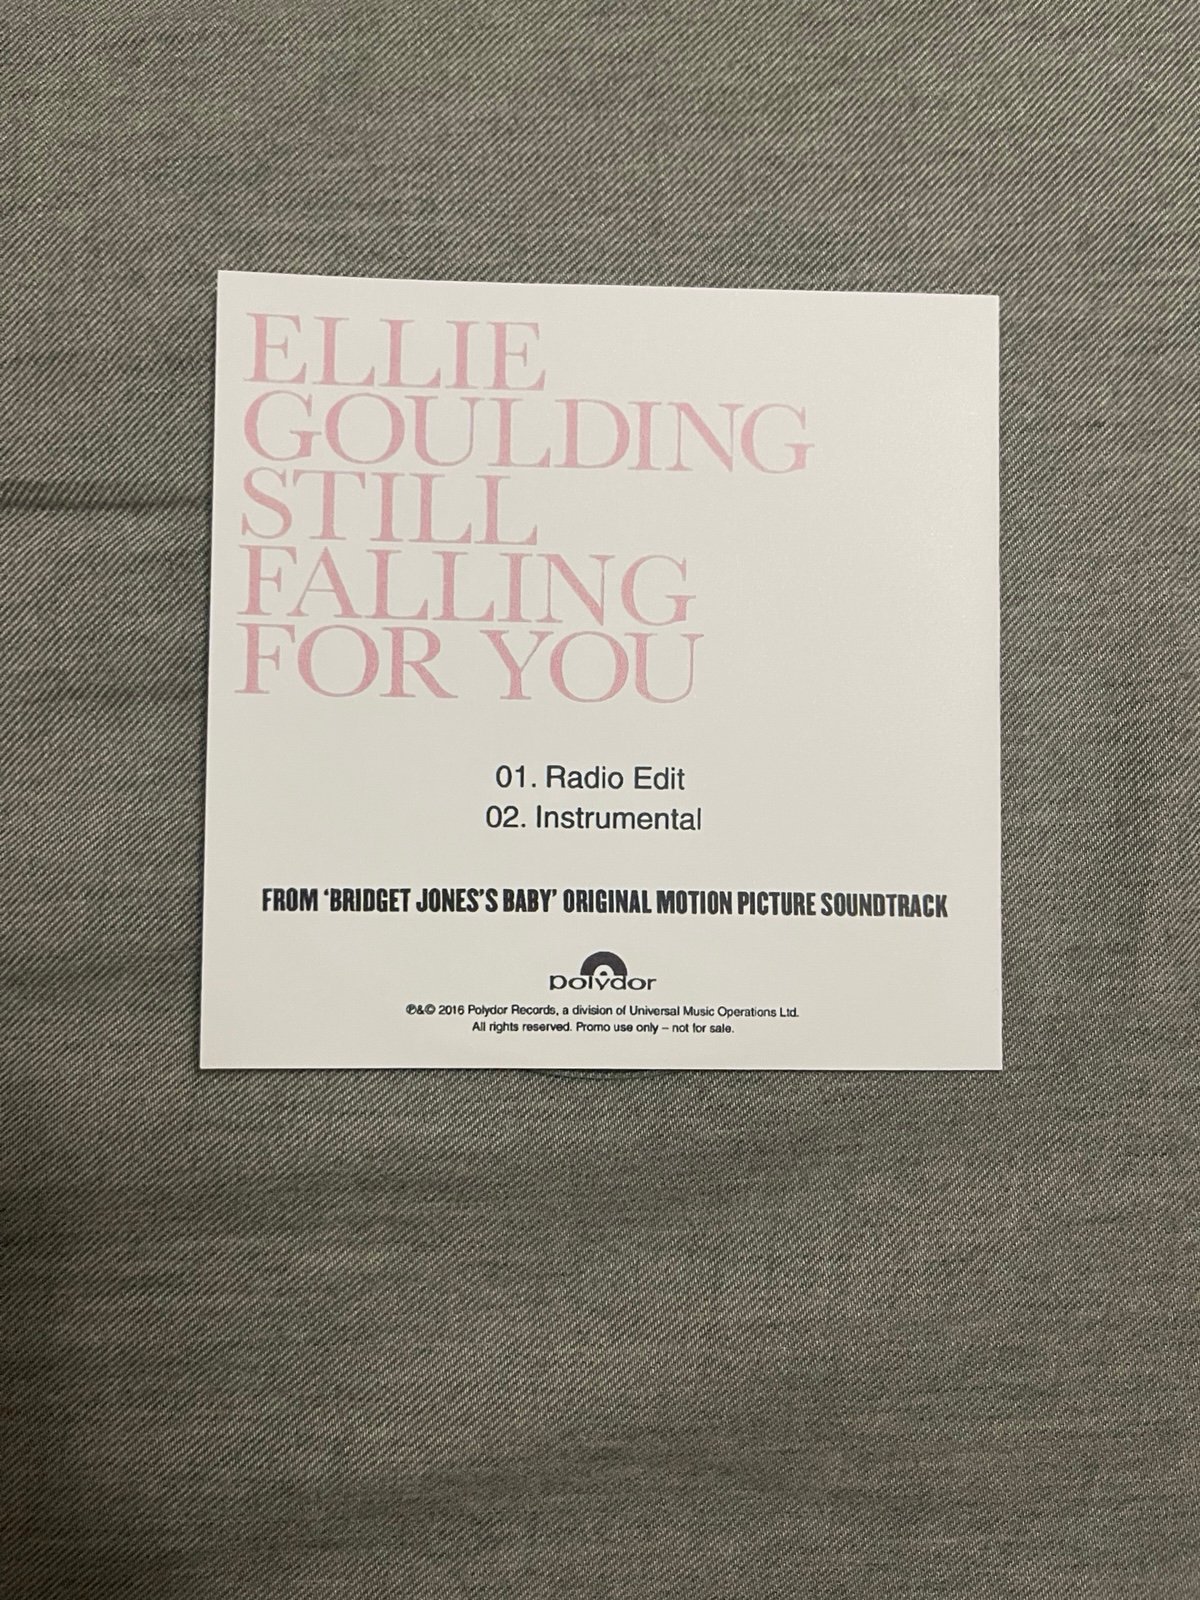 ELLIE
GOULDING
STILL
FALLING
FOR YOU
01. Radio Edit
02. Instrumental
FROM ‘BRIDGET JONES’S BABY’ ORIGINAL MOTION PICTURE SOUNDTRACK
polydor
℗&© 2016 Polydor Records, a division of Universal Music Operations Ltd.
All rights reserved. Promo use only – not for sale.